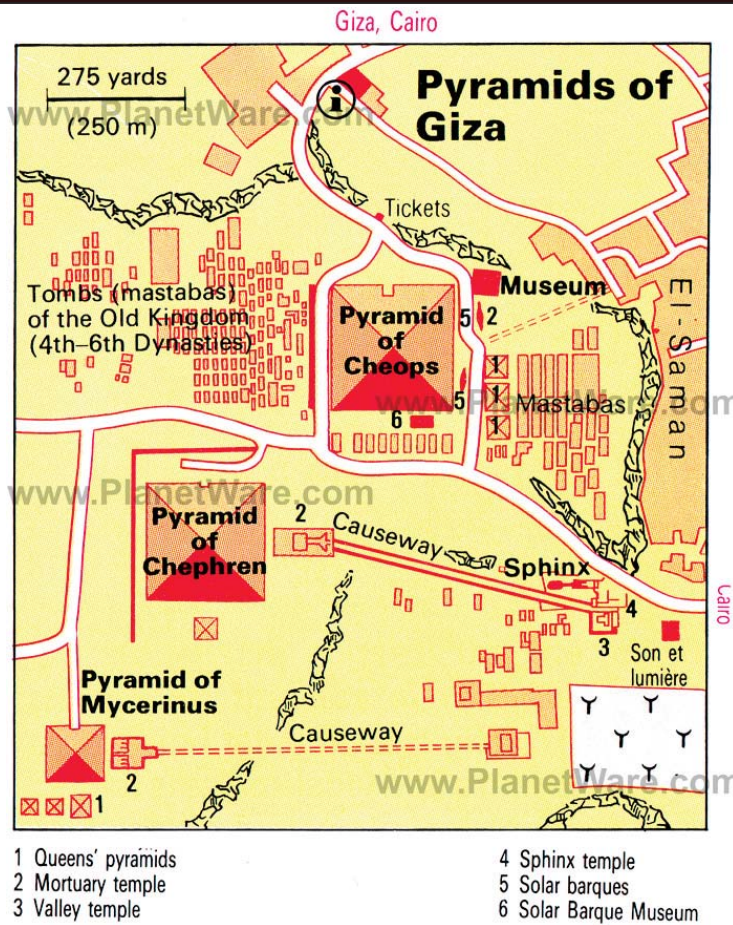 Giza, Cairo
275 yards
(250 m)
www.PlanetWare.com
i
Pyramids of
Giza
Tickets
Museum
Tombs (mastabas)
of the Old Kingdom
(4th–6th Dynasties)
Pyramid
of
Cheops
5
2
5
6
1
1
1
Mastabas
www.PlanetWare.com
El-Saman
www.PlanetWare.com
Pyramid
of
Chephren
2
Causeway
Sphinx
4
3
Cairo
Son et
lumière
Pyramid of
Mycerinus
Causeway
2
1
www.PlanetWare.com
1 Queens' pyramids
2 Mortuary temple
3 Valley temple
4 Sphinx temple
5 Solar barques
6 Solar Barque Museum